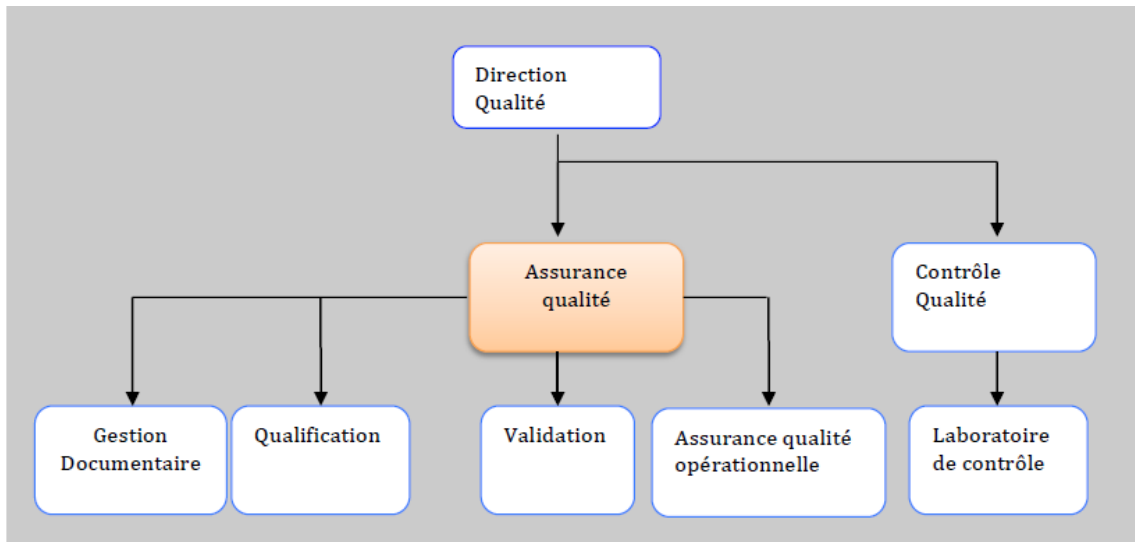 Direction
Qualité
Assurance
qualité
Contrôle
Qualité
Gestion
Documentaire
Qualification
Validation
Assurance qualité
opérationnelle
Laboratoire
de contrôle